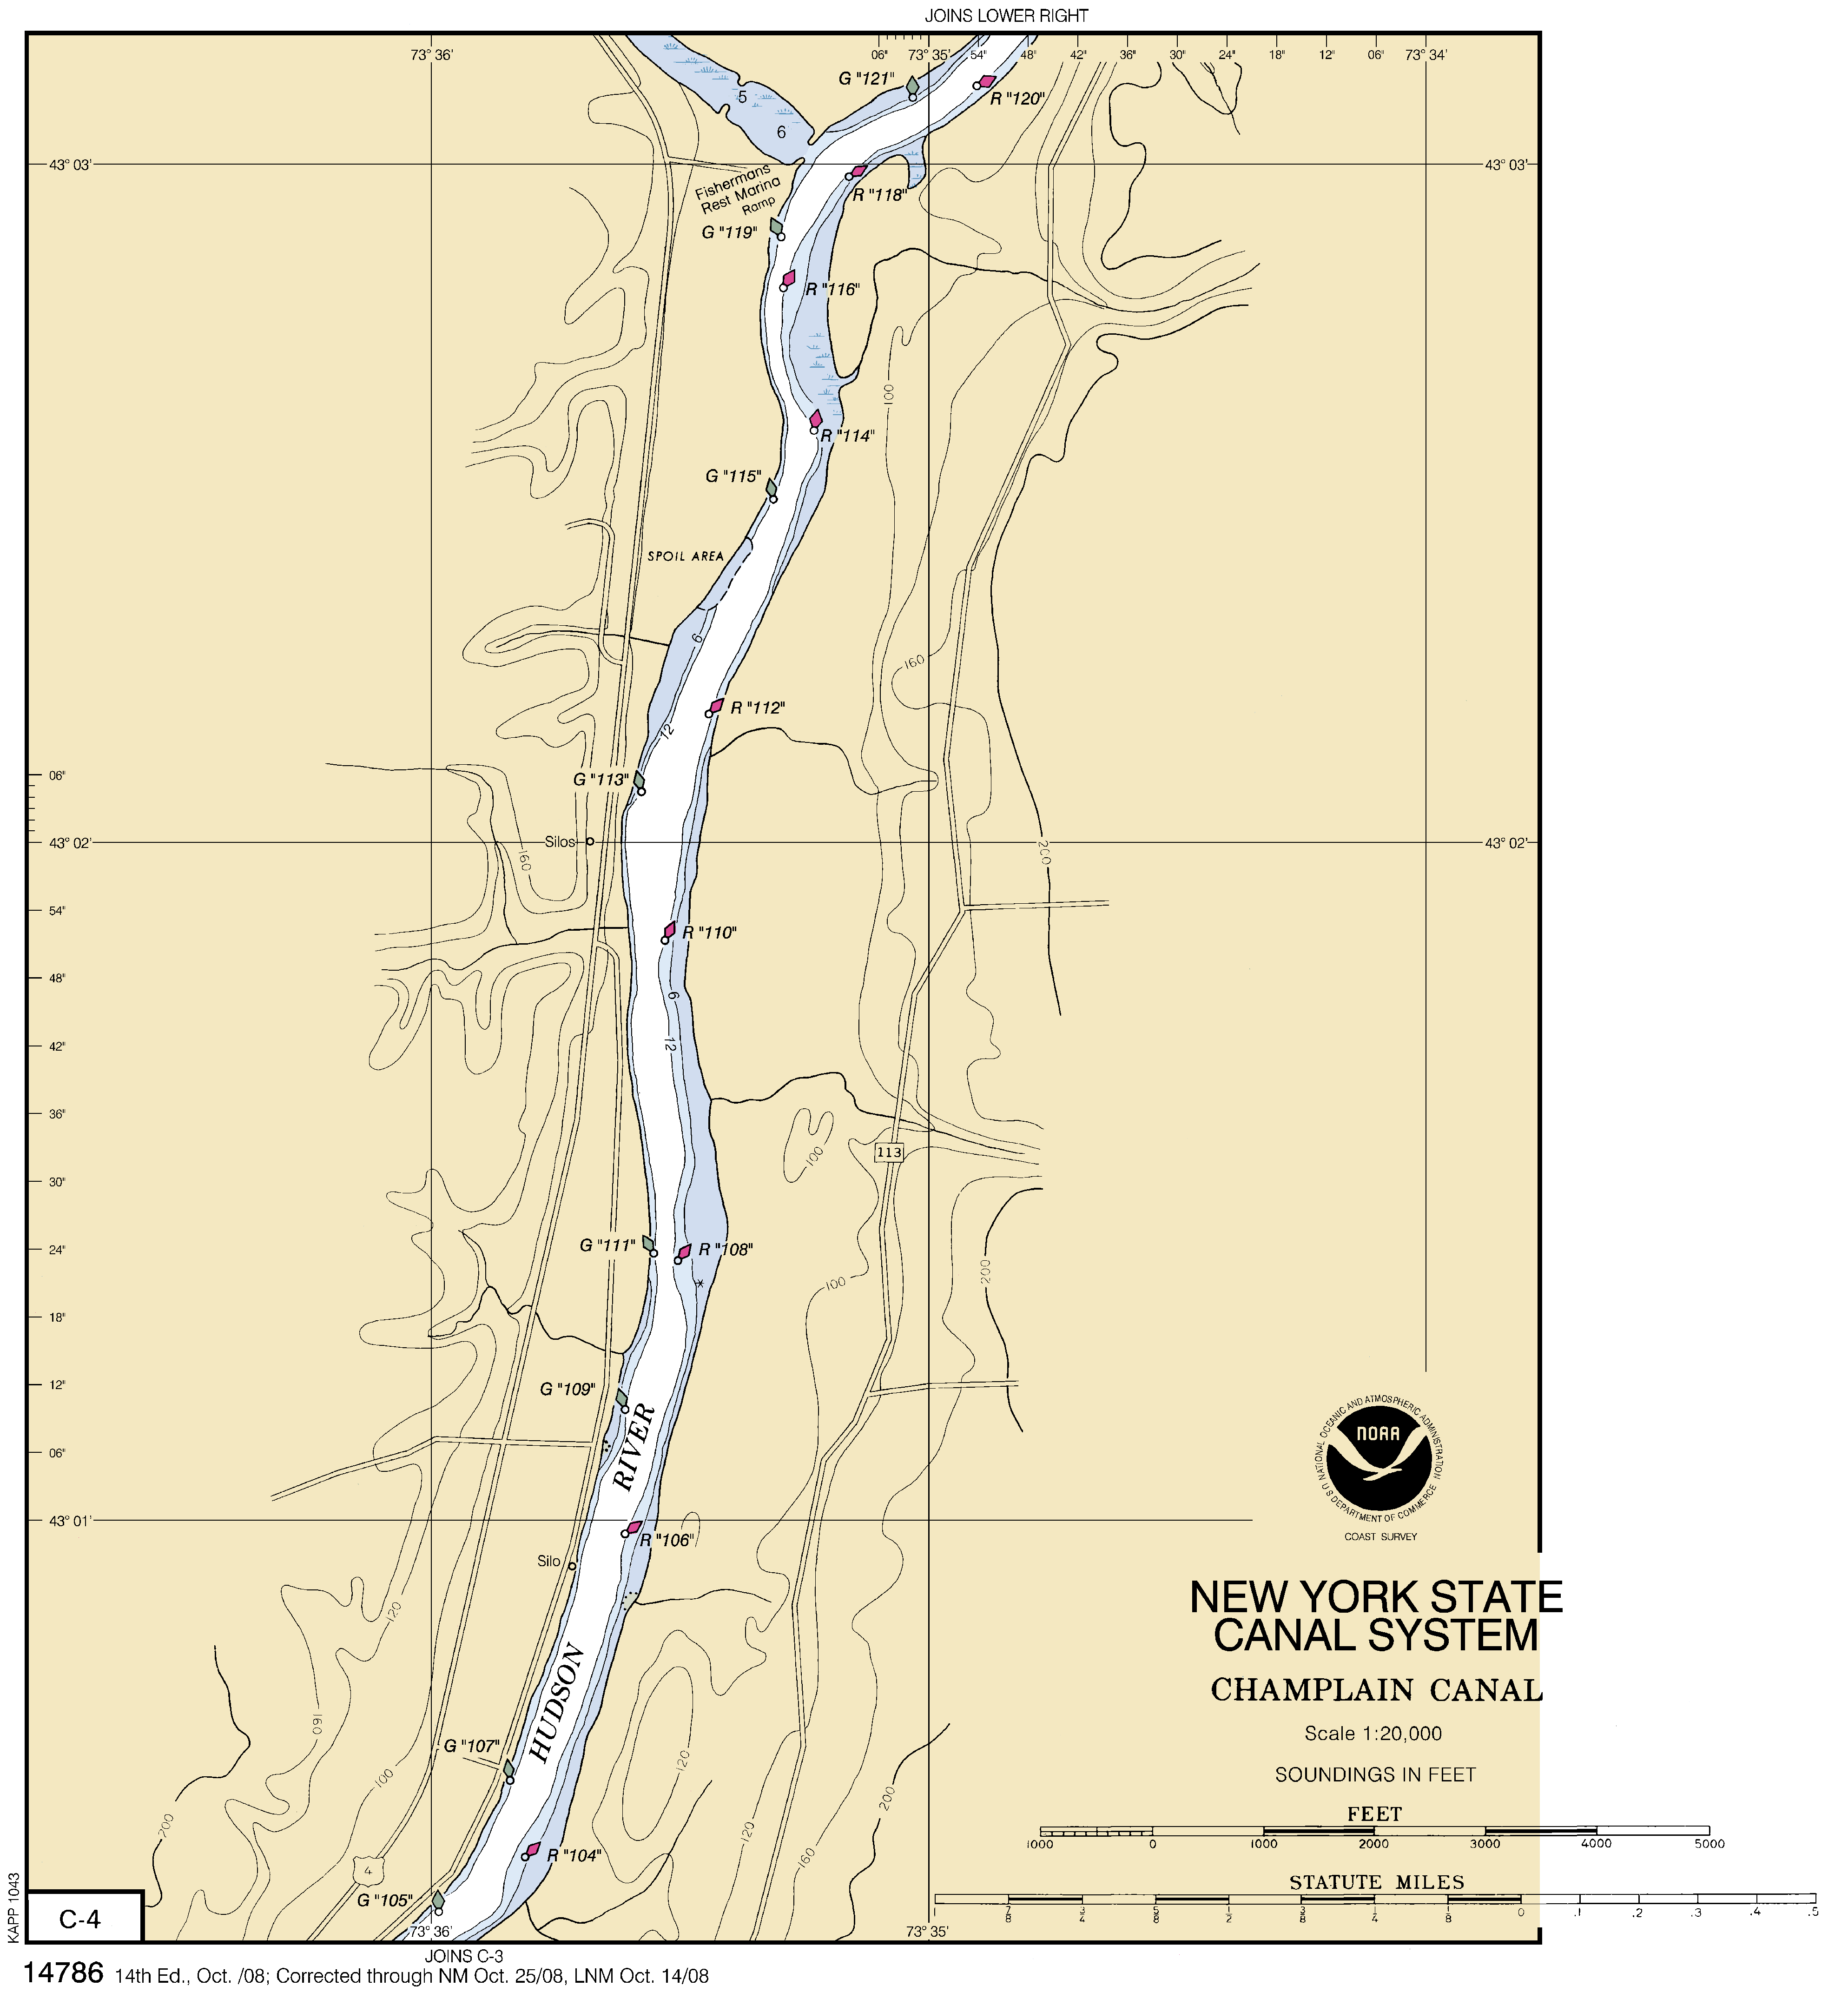 JOINS LOWER RIGHT
73° 36'
06"
73° 35'
54"
48"
42"
36"
30"
24"
18"
12"
06"
73° 34'
G "121"
R "120"
5
6
43° 03'
43° 03'
Fishermans
Rest Marina
Ramp
R "118"
G "119"
R "116"
100
R "114"
G "115"
SPOIL AREA
6
160
R "112"
12
06"
G "113"
Silos
43° 02'
43° 02'
160
200
54"
R "110"
48"
6
42"
12
36"
113
100
30"
24"
G "111"
R "108"
100
200
18"
12"
G "109"
RIVER
06"
43° 01'
R "106"
Silo
120
HUDSON
160
G "107"
100
120
200
200
120
160
R "104"
4
G "105"
73° 36'
73° 35'
NATIONAL OCEANIC AND ATMOSPHERIC ADMINISTRATION
NOAA
U.S. DEPARTMENT OF COMMERCE
COAST SURVEY
NEW YORK STATE
CANAL SYSTEM
CHAMPLAIN CANAL
Scale 1:20,000
SOUNDINGS IN FEET
FEET
1000 0 1000 2000 3000 4000 5000
STATUTE MILES
1 7/8 3/4 5/8 1/2 3/8 1/4 1/8 0 .1 .2 .3 .4 .5
KAPP 1043
C-4
JOINS C-3
14786 14th Ed., Oct. /08; Corrected through NM Oct. 25/08, LNM Oct. 14/08